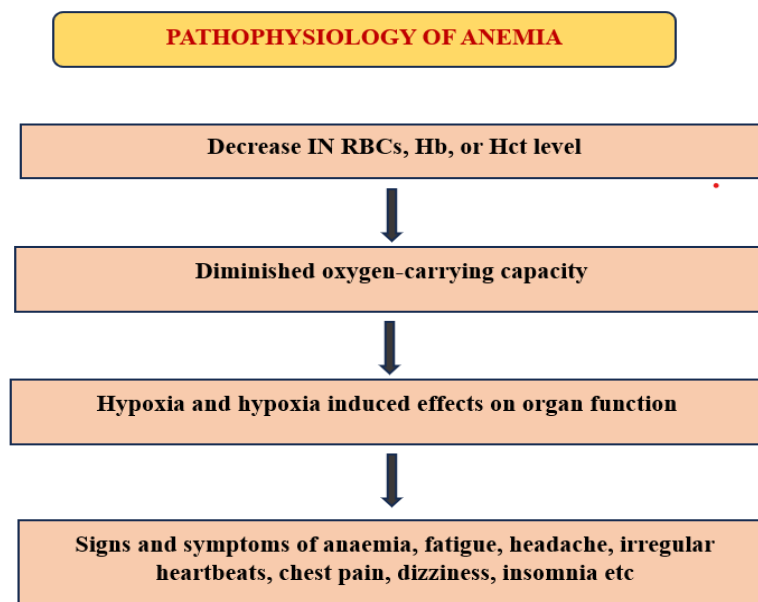 PATHOPHYSIOLOGY OF ANEMIA
Decrease IN RBCs, Hb, or Hct level
Diminished oxygen-carrying capacity
Hypoxia and hypoxia induced effects on organ function
Signs and symptoms of anaemia, fatigue, headache, irregular
heartbeats, chest pain, dizziness, insomnia etc